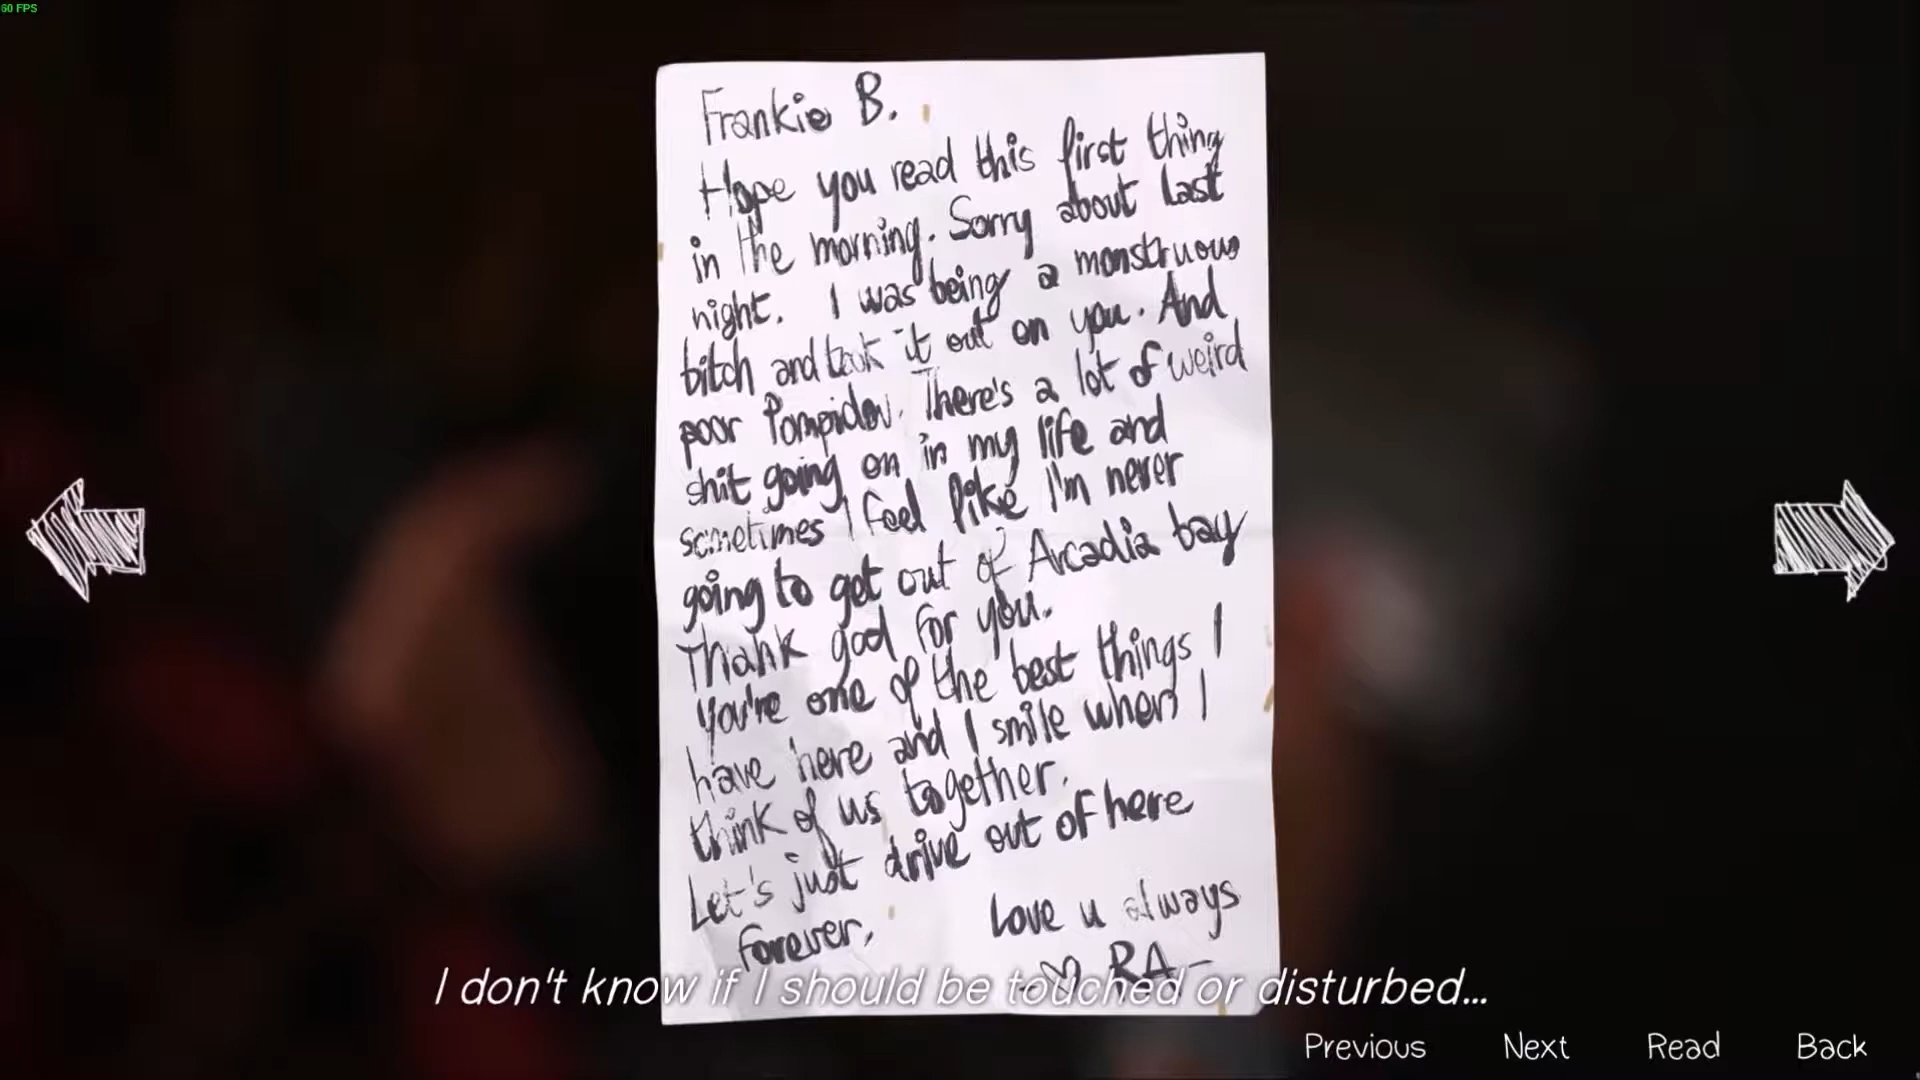 60 FPS
Frankie B.
Hope you read this first thing
in the morning. Sorry about last
night. I was being a monstruous
bitch and took it out on you. And
poor Pompidou. There's a lot of weird
shit going on in my life and
sometimes I feel like I'm never
going to get out of Arcadia bay
Thank god for you.
You're one of the best things I
have here and I smile when I
think of us together.
Let's just drive out of here
forever.
Love u always
- ♡ RA -
I don't know if I should be touched or disturbed...
Previous Next Read Back